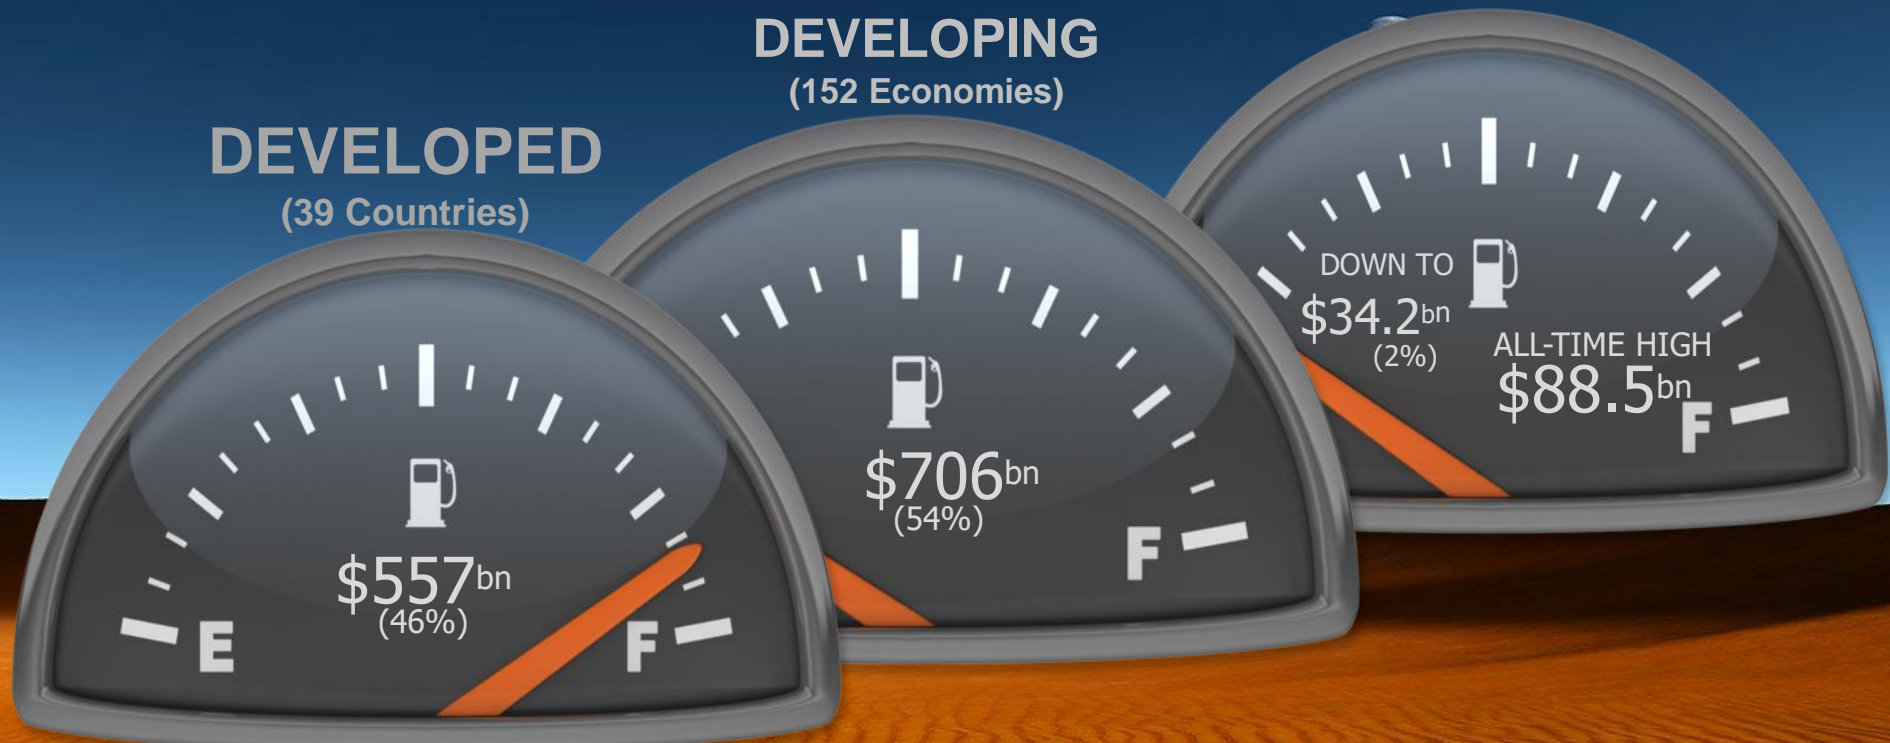 DEVELOPED
(39 Countries)
$557bn
(46%)
E
F
DEVELOPING
(152 Economies)
$706bn
(54%)
F
DOWN TO
$34.2bn
(2%)
ALL-TIME HIGH
$88.5bn
F